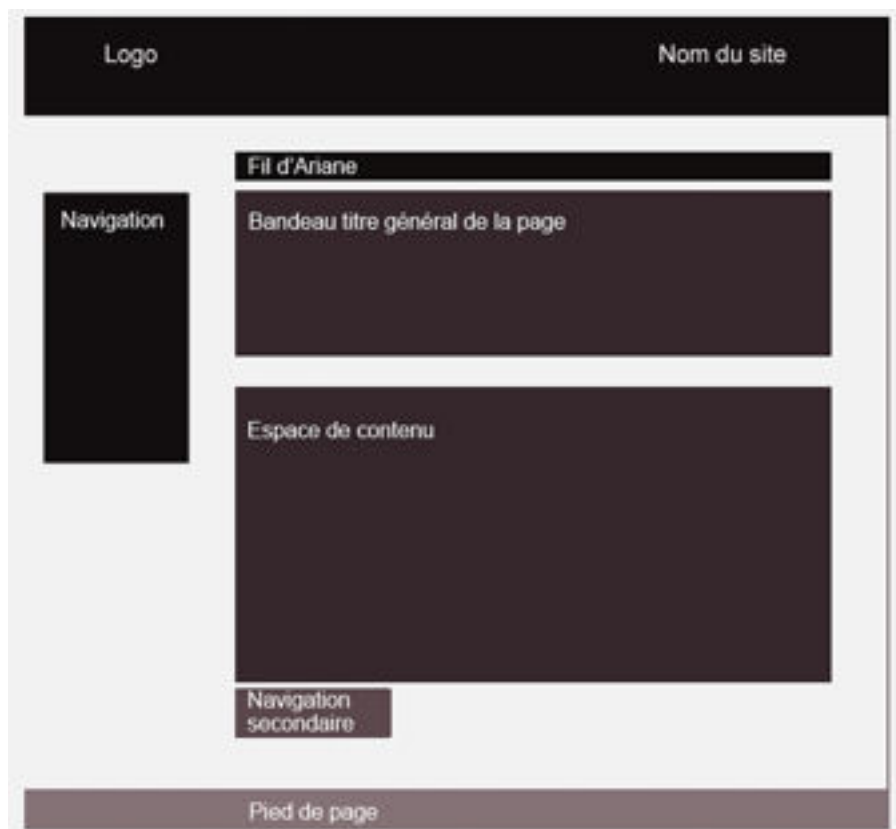 Logo
Nom du site
Fil d'Ariane
Navigation
Bandeau titre général de la page
Espace de contenu
Navigation
secondaire
Pied de page